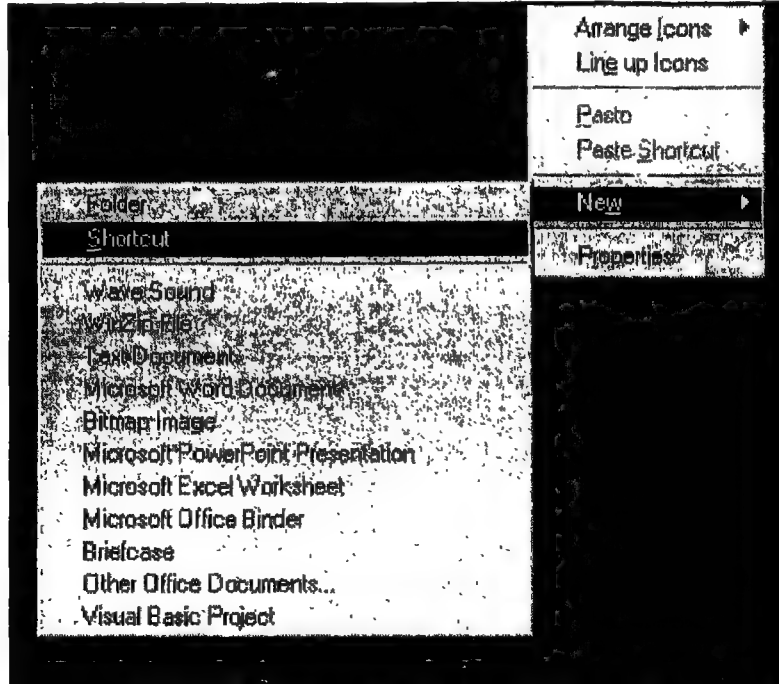 Arrange Icons
Line up Icons
Paste
Paste Shortcut
New
Properties
Folder
Shortcut
Wave Sound
WinZip File
Text Document
Microsoft Word Document
Bitmap Image
Microsoft PowerPoint Presentation
Microsoft Excel Worksheet
Microsoft Office Binder
Briefcase
Other Office Documents...
Visual Basic Project